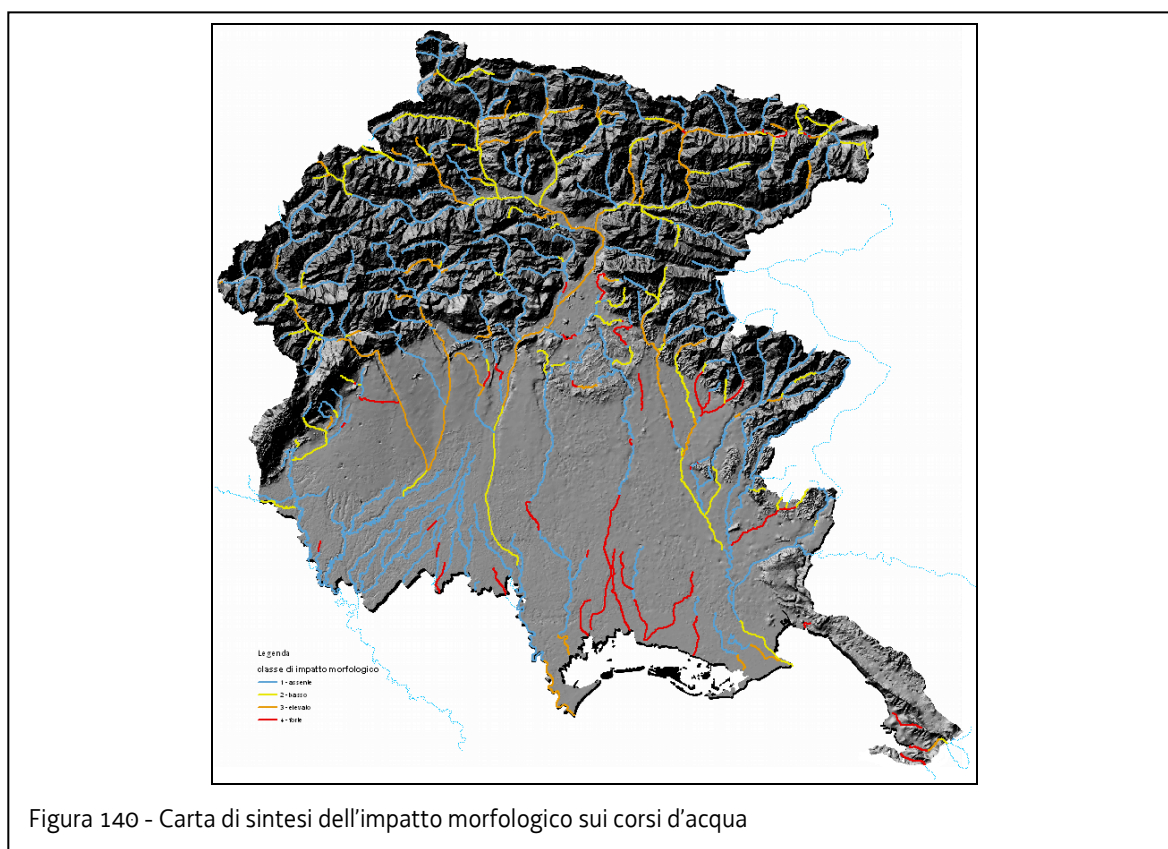 Legenda
classe di impatto morfologico
1 - assente
2 - basso
3 - elevato
4 - forte
Figura 140 - Carta di sintesi dell'impatto morfologico sui corsi d'acqua